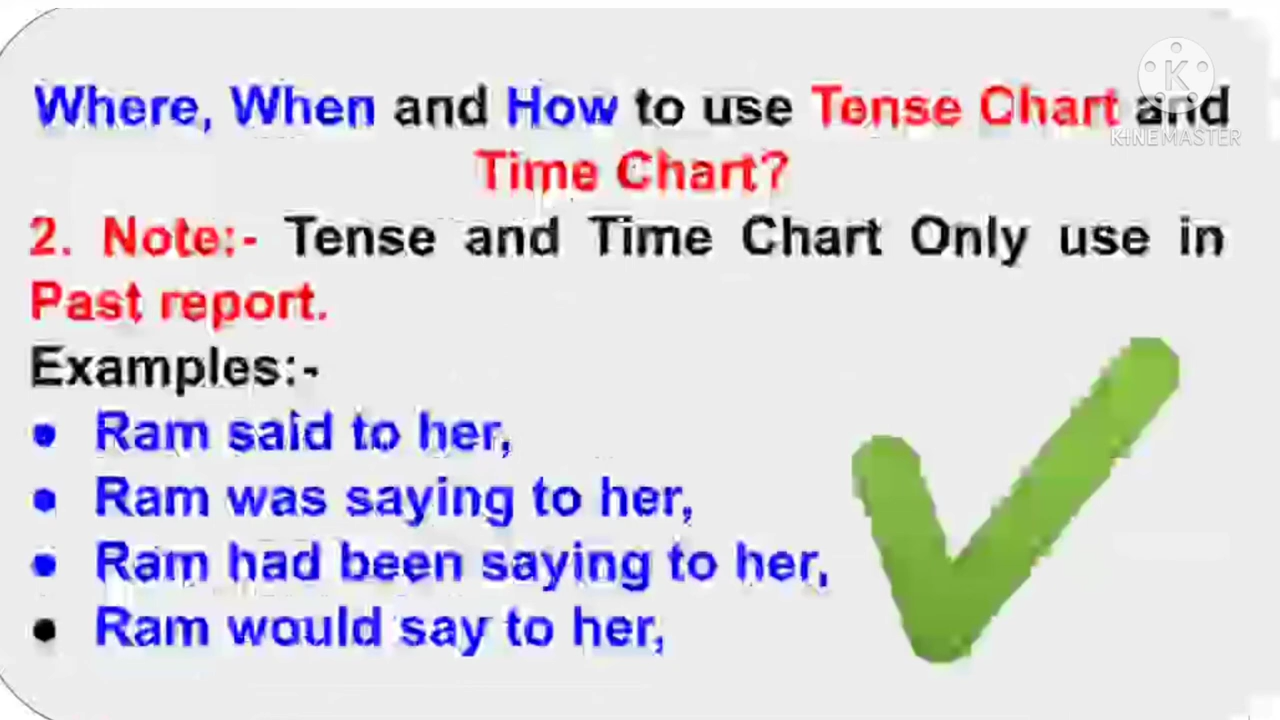 Where, When and How to use Tense Chart and
Time Chart?
2. Note:- Tense and Time Chart Only use in
Past report.
Examples:-
• Ram said to her,
• Ram was saying to her,
• Ram had been saying to her,
• Ram would say to her,
K
KINEMASTER